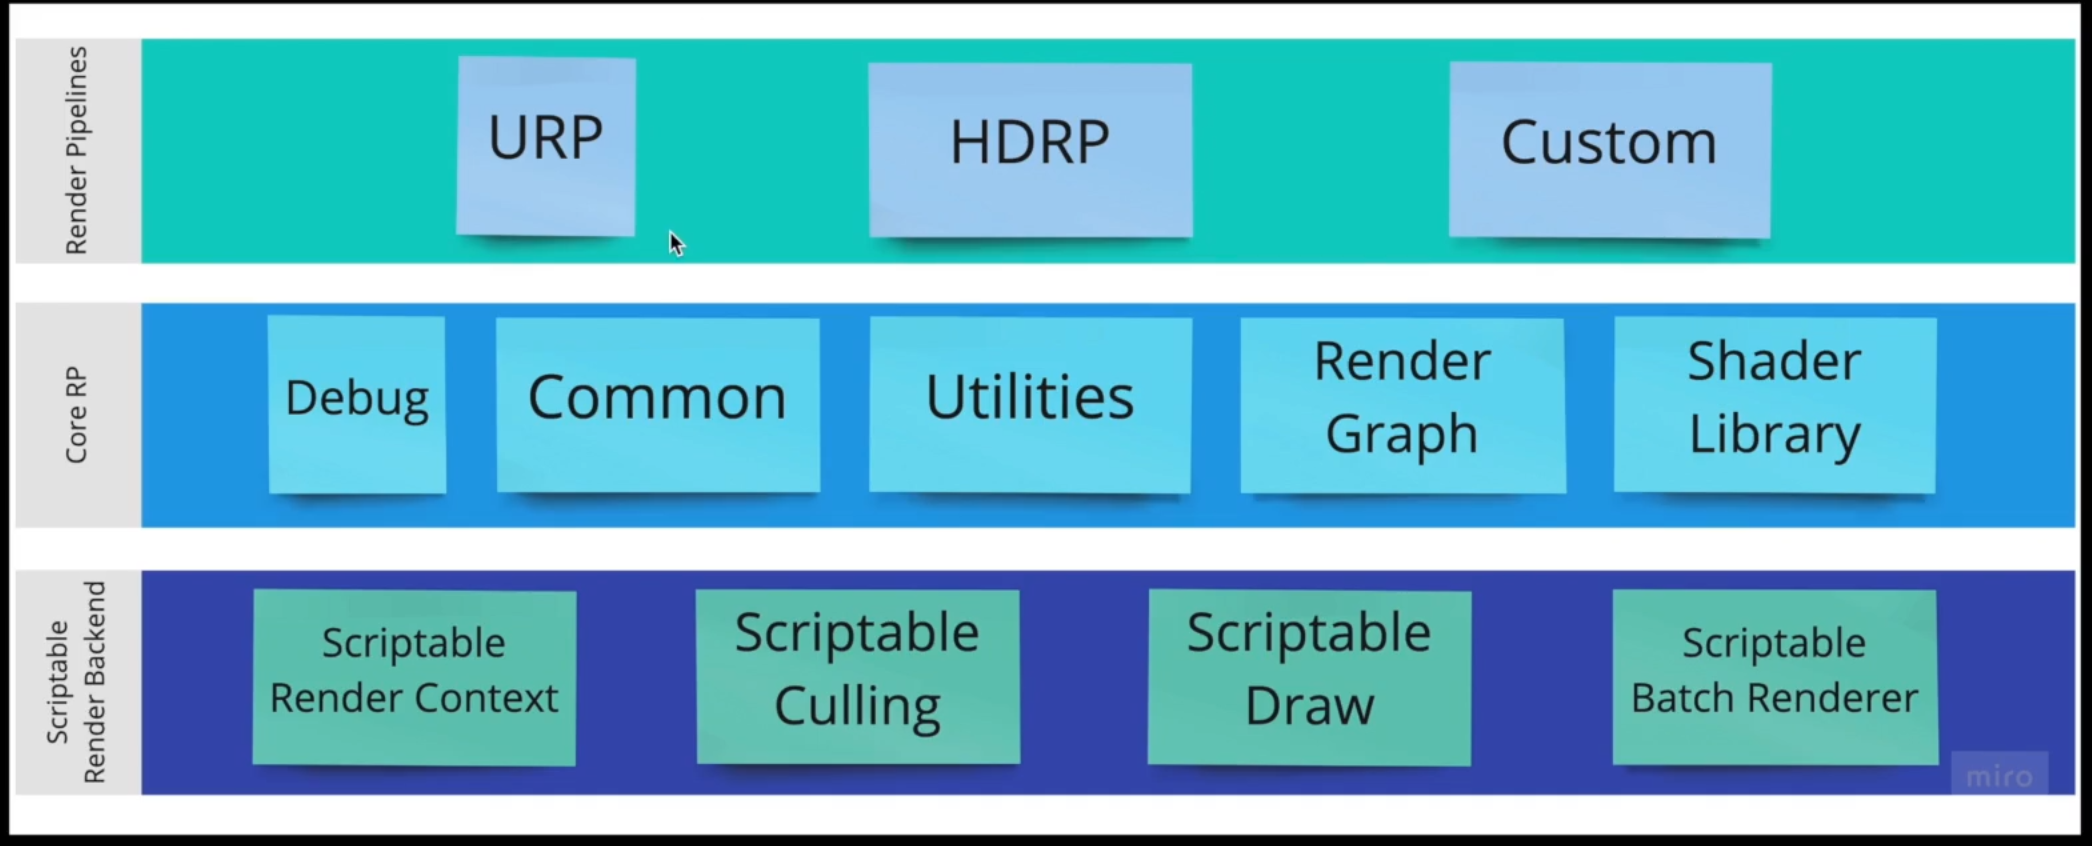 Render Pipelines
URP
HDRP
Custom
Core RP
Debug
Common
Utilities
Render
Graph
Shader
Library
Scriptable
Render Backend
Scriptable
Render Context
Scriptable
Culling
Scriptable
Draw
Scriptable
Batch Renderer
miro